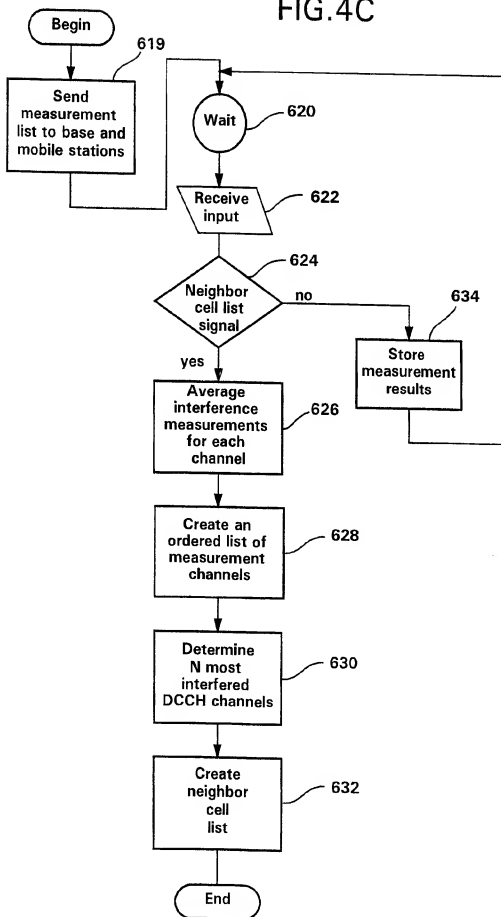 FIG.4C
Begin
619
Send
measurement
list to base and
mobile stations
Wait
620
Receive
input
622
624
Neighbor
cell list
signal
no
yes
634
Store
measurement
results
Average
interference
measurements
for each
channel
626
Create an
ordered list of
measurement
channels
628
Determine
N most
interfered
DCCH channels
630
Create
neighbor
cell
list
632
End